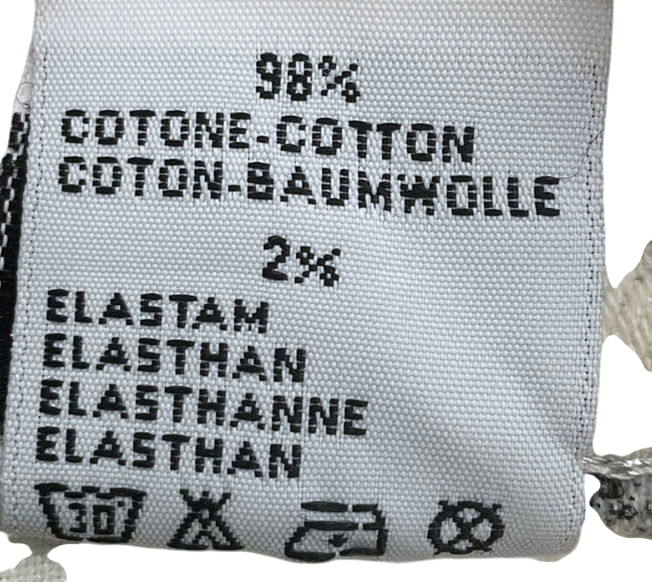 98%
COTONE-COTTON
COTON-BAUMWOLLE
2%
ELASTAM
ELASTHAN
ELASTHANNE
ELASTHAN
30°